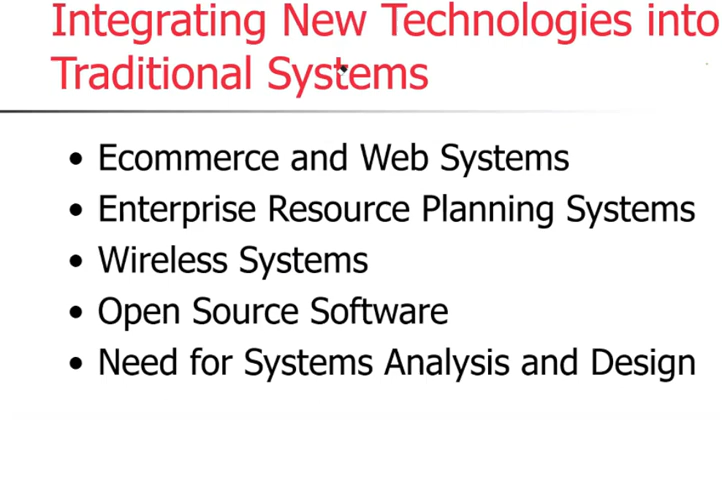 Integrating New Technologies into
Traditional Systems
• Ecommerce and Web Systems
• Enterprise Resource Planning Systems
• Wireless Systems
• Open Source Software
• Need for Systems Analysis and Design